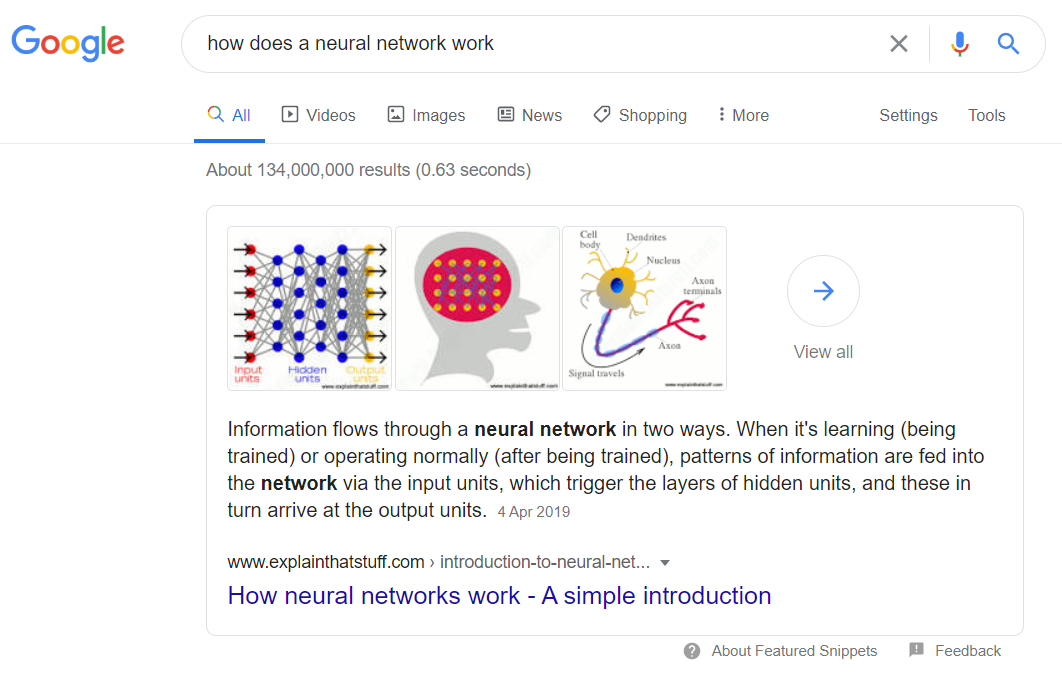 Google
how does a neural network work
All
Videos
Images
News
Shopping
More
Settings
Tools
About 134,000,000 results (0.63 seconds)
Input
units
Hidden
units
Output
units
www.explainthatstuff.com
www.explainthatstuff.com
Cell
body
Dendrites
Nucleus
Axon
terminals
Axon
Signal travels
www.explainthatstuff.com
View all
Information flows through a neural network in two ways. When it's learning (being
trained) or operating normally (after being trained), patterns of information are fed into
the network via the input units, which trigger the layers of hidden units, and these in
turn arrive at the output units. 4 Apr 2019
www.explainthatstuff.com › introduction-to-neural-net...
How neural networks work - A simple introduction
About Featured Snippets
Feedback